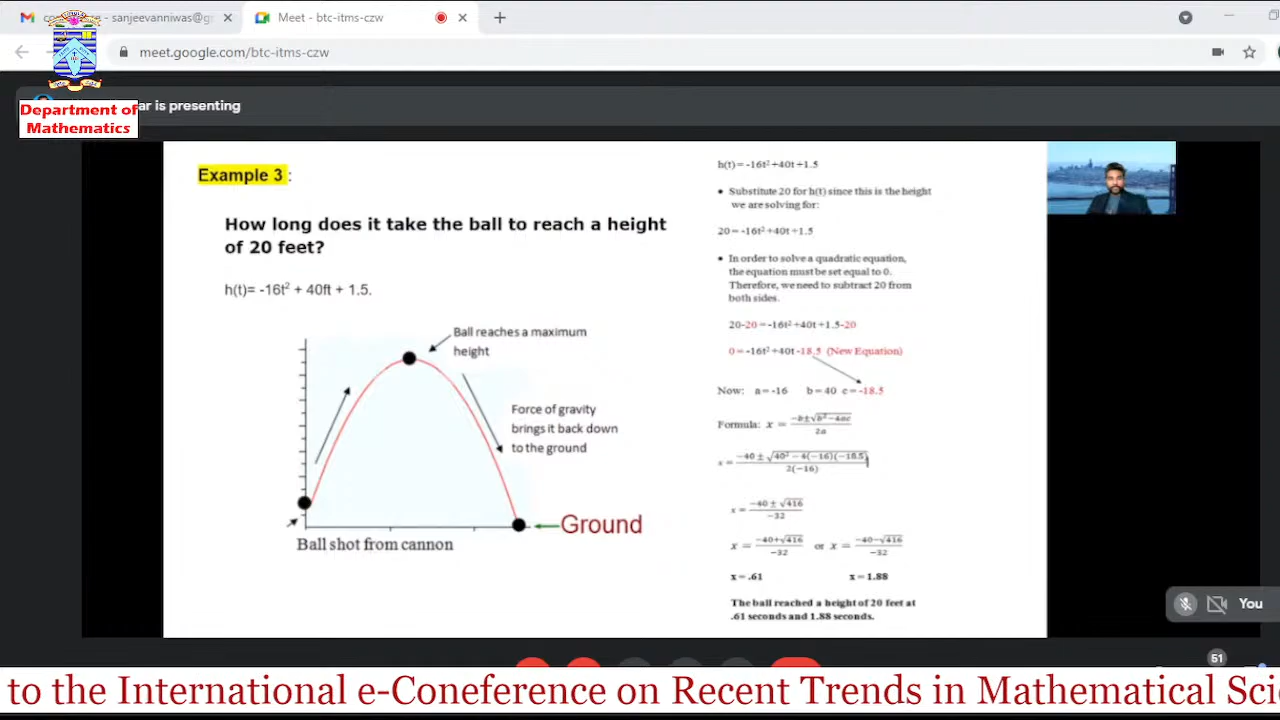 sanjeevanniwas@g
Meet - btc-itms-czw
meet.google.com/btc-itms-czw
Department of
Mathematics
ar is presenting
Example 3 :
How long does it take the ball to reach a height
of 20 feet?
h(t)= -16t² + 40ft + 1.5.
Ball reaches a maximum
height
Force of gravity
brings it back down
to the ground
Ground
Ball shot from cannon
h(t)= -16t² +40t +1.5
• Substitute 20 for h(t) since this is the height
we are solving for:
20= -16t² +40t +1.5
• In order to solve a quadratic equation,
the equation must be set equal to 0.
Therefore, we need to subtract 20 from
both sides.
20-20 = -16t² +40t +1.5-20
0 = -16t² +40t -18.5 (New Equation)
Now: a= -16 b = 40 c = -18.5
Formula: x = (-b±√(b²-4ac))/2a
x = (-40 ± √(40² - 4(-16)(-18.5)))/2(-16)
x = (-40 ± √416)/-32
x = (-40+√416)/-32 or x = (-40-√416)/-32
x = .61 x = 1.88
The ball reached a height of 20 feet at
.61 seconds and 1.88 seconds.
You
51
to the International e-Coneference on Recent Trends in Mathematical Sci